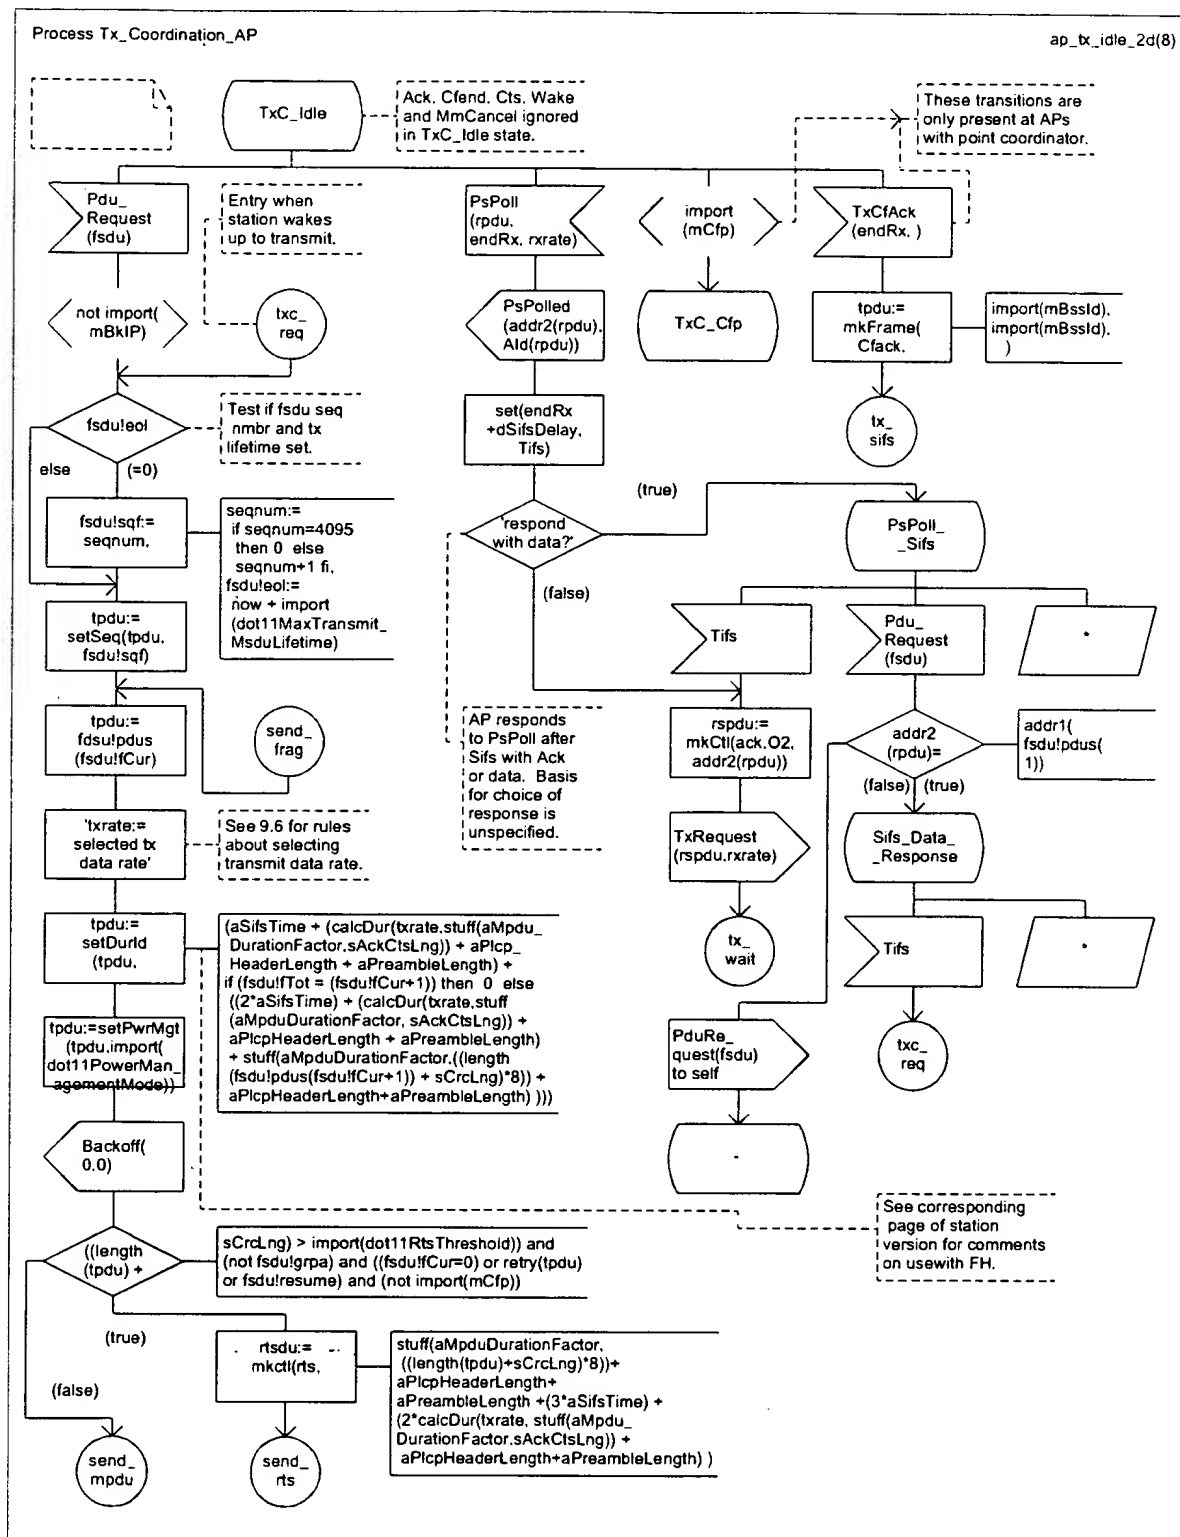 Process Tx_Coordination_AP
ap_tx_idle_2d(8)
TxC_Idle
Ack, Cfend, Cts, Wake
and MmCancel ignored
in TxC_Idle state.
These transitions are
only present at APs
with point coordinator.
Pdu_
Request
(fsdu)
Entry when
station wakes
up to transmit.
PsPoll
(rpdu,
endRx, rxrate)
import
(mCfp)
TxCfAck
(endRx, )
not import(
mBkIP)
txc_
req
PsPolled
(addr2(rpdu),
AId(rpdu))
TxC_Cfp
tpdu:=
mkFrame(
Cfack,
import(mBssId),
import(mBssId),
)
fsdu!eol
Test if fsdu seq
nmbr and tx
lifetime set.
set(endRx
+dSifsDelay,
Tifs)
tx_
sifs
else
(=0)
(true)
fsdu!sqf:=
seqnum,
seqnum:=
if seqnum=4095
then 0 else
seqnum+1 fi,
fsdu!eol:=
now + import
(dot11MaxTransmit_
MsduLifetime)
'respond
with data?'
PsPoll_
_Sifs
(false)
tpdu:=
setSeq(tpdu,
fsdu!sqf)
Tifs
Pdu_
Request
(fsdu)
*
tpdu:=
fdsu!pdus
(fsdu!fCur)
send_
frag
AP responds
to PsPoll after
Sifs with Ack
or data. Basis
for choice of
response is
unspecified.
rspdu:=
mkCtl(ack,O2,
addr2(rpdu))
addr2
(rpdu)=
addr1(
fsdu!pdus(
1))
(false)
(true)
'txrate:=
selected tx
data rate'
See 9.6 for rules
about selecting
transmit data rate.
TxRequest
(rspdu,rxrate)
Sifs_Data_
_Response
tpdu:=
setDurId
(tpdu,
(aSifsTime + (calcDur(txrate,stuff(aMpdu_
DurationFactor,sAckCtsLng)) + aPlcp_
HeaderLength + aPreambleLength) +
if (fsdu!fTot = (fsdu!fCur+1)) then 0 else
((2*aSifsTime) + (calcDur(txrate,stuff
(aMpduDurationFactor, sAckCtsLng)) +
aPlcpHeaderLength + aPreambleLength)
+ stuff(aMpduDurationFactor,((length
(fsdu!pdus(fsdu!fCur+1)) + sCrcLng)*8)) +
aPlcpHeaderLength+aPreambleLength) )))
tx_
wait
Tifs
*
tpdu:=setPwrMgt
(tpdu,import(
dot11PowerMan_
agementMode))
PduRe_
quest(fsdu)
to self
txc_
req
Backoff(
0,0)
-
See corresponding
page of station
version for comments
on usewith FH.
((length
(tpdu) +
sCrcLng) > import(dot11RtsThreshold)) and
(not fsdu!grpa) and ((fsdu!fCur=0) or retry(tpdu)
or fsdu!resume) and (not import(mCfp))
(true)
rtsdu:=
mkctl(rts,
stuff(aMpduDurationFactor,
((length(tpdu)+sCrcLng)*8))+
aPlcpHeaderLength+
aPreambleLength +(3*aSifsTime) +
(2*calcDur(txrate, stuff(aMpdu_
DurationFactor,sAckCtsLng)) +
aPlcpHeaderLength+aPreambleLength) )
(false)
send_
mpdu
send_
rts